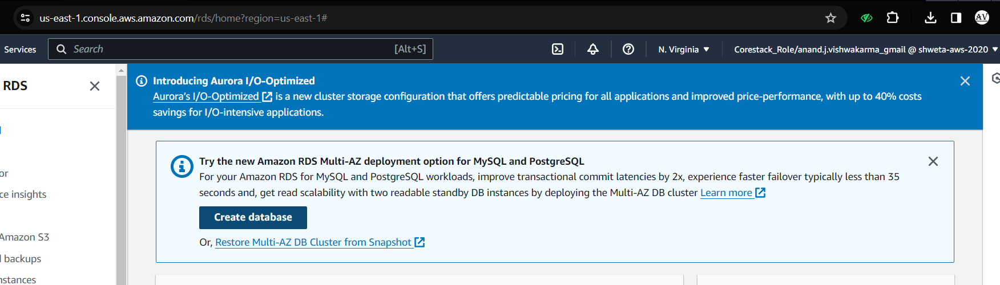 us-east-1.console.aws.amazon.com/rds/home?region=us-east-1#
AV
Services
Search
[Alt+S]
N. Virginia
Corestack_Role/anand.j.vishwakarma_gmail @ shweta-aws-2020
RDS
Introducing Aurora I/O-Optimized
Aurora’s I/O-Optimized is a new cluster storage configuration that offers predictable pricing for all applications and improved price-performance, with up to 40% costs
savings for I/O-intensive applications.
Try the new Amazon RDS Multi-AZ deployment option for MySQL and PostgreSQL
For your Amazon RDS for MySQL and PostgreSQL workloads, improve transactional commit latencies by 2x, experience faster failover typically less than 35
seconds and, get read scalability with two readable standby DB instances by deploying the Multi-AZ DB cluster Learn more
Create database
Or, Restore Multi-AZ DB Cluster from Snapshot
or
ce insights
Amazon S3
backups
nstances